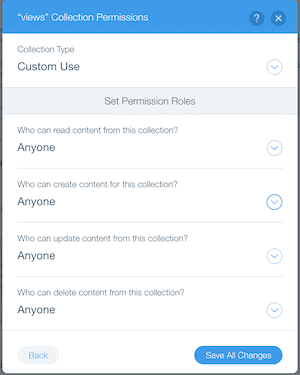 "views" Collection Permissions
?
Collection Type
Custom Use
Set Permission Roles
Who can read content from this collection?
Anyone
Who can create content for this collection?
Anyone
Who can update content from this collection?
Anyone
Who can delete content from this collection?
Anyone
Back
Save All Changes